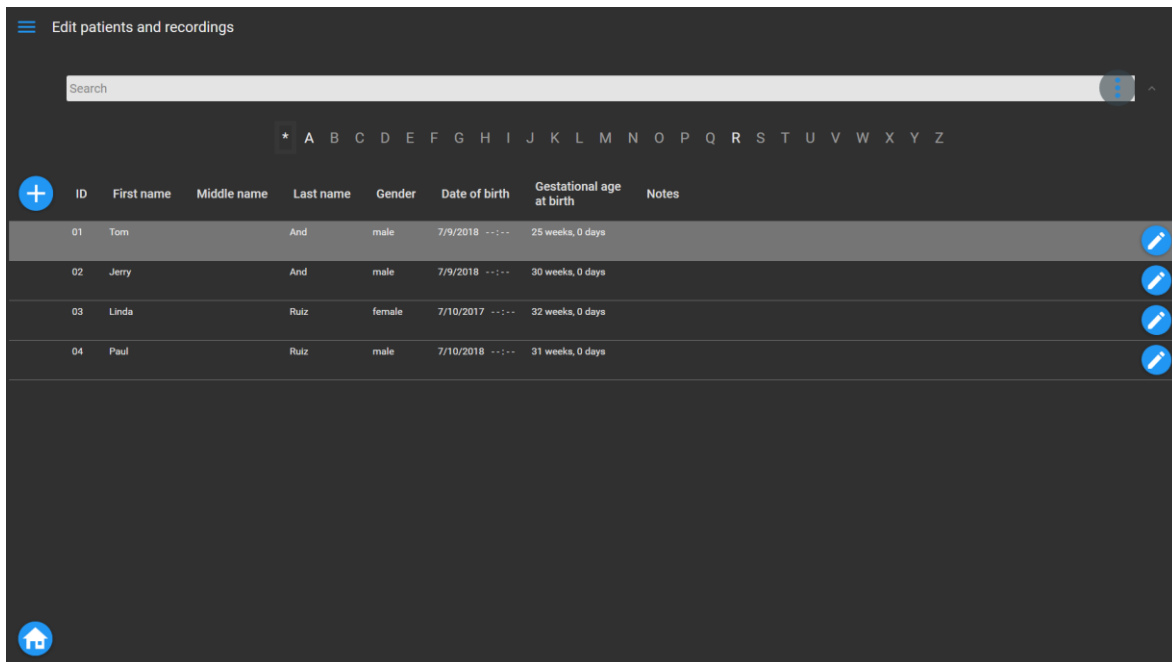 Edit patients and recordings
Search
* A B C D E F G H I J K L M N O P Q R S T U V W X Y Z
ID First name Middle name Last name Gender Date of birth Gestational age at birth Notes
01 Tom And male 7/9/2018 --:-- 25 weeks, 0 days
02 Jerry And male 7/9/2018 --:-- 30 weeks, 0 days
03 Linda Ruiz female 7/10/2017 --:-- 32 weeks, 0 days
04 Paul Ruiz male 7/10/2018 --:-- 31 weeks, 0 days